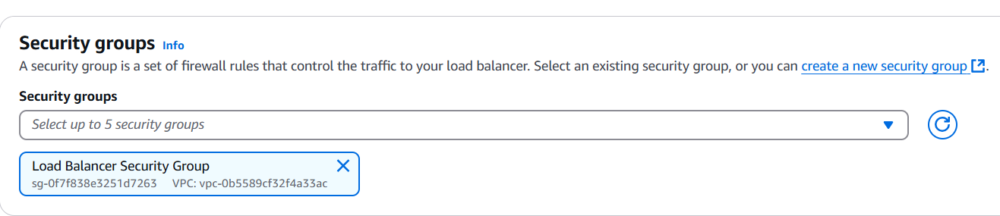 Security groups Info
A security group is a set of firewall rules that control the traffic to your load balancer. Select an existing security group, or you can create a new security group.
Security groups
Select up to 5 security groups
Load Balancer Security Group
sg-0f7f838e3251d7263 VPC: vpc-0b5589cf32f4a33ac